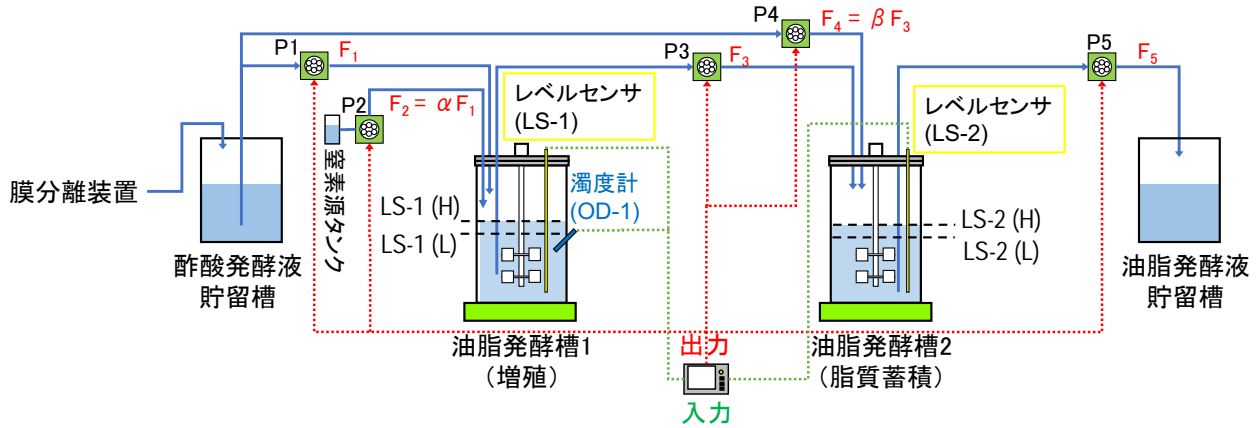 P4
F4 = βF3
P1
F1
P3
F3
P5
F5
P2
F2 = αF1
レベルセンサ
(LS-1)
レベルセンサ
(LS-2)
窒素源タンク
膜分離装置
濁度計
(OD-1)
LS-1 (H)
LS-1 (L)
LS-2 (H)
LS-2 (L)
酢酸発酵液
貯留槽
油脂発酵液
貯留槽
油脂発酵槽1
(増殖)
出力
入力
油脂発酵槽2
(脂質蓄積)